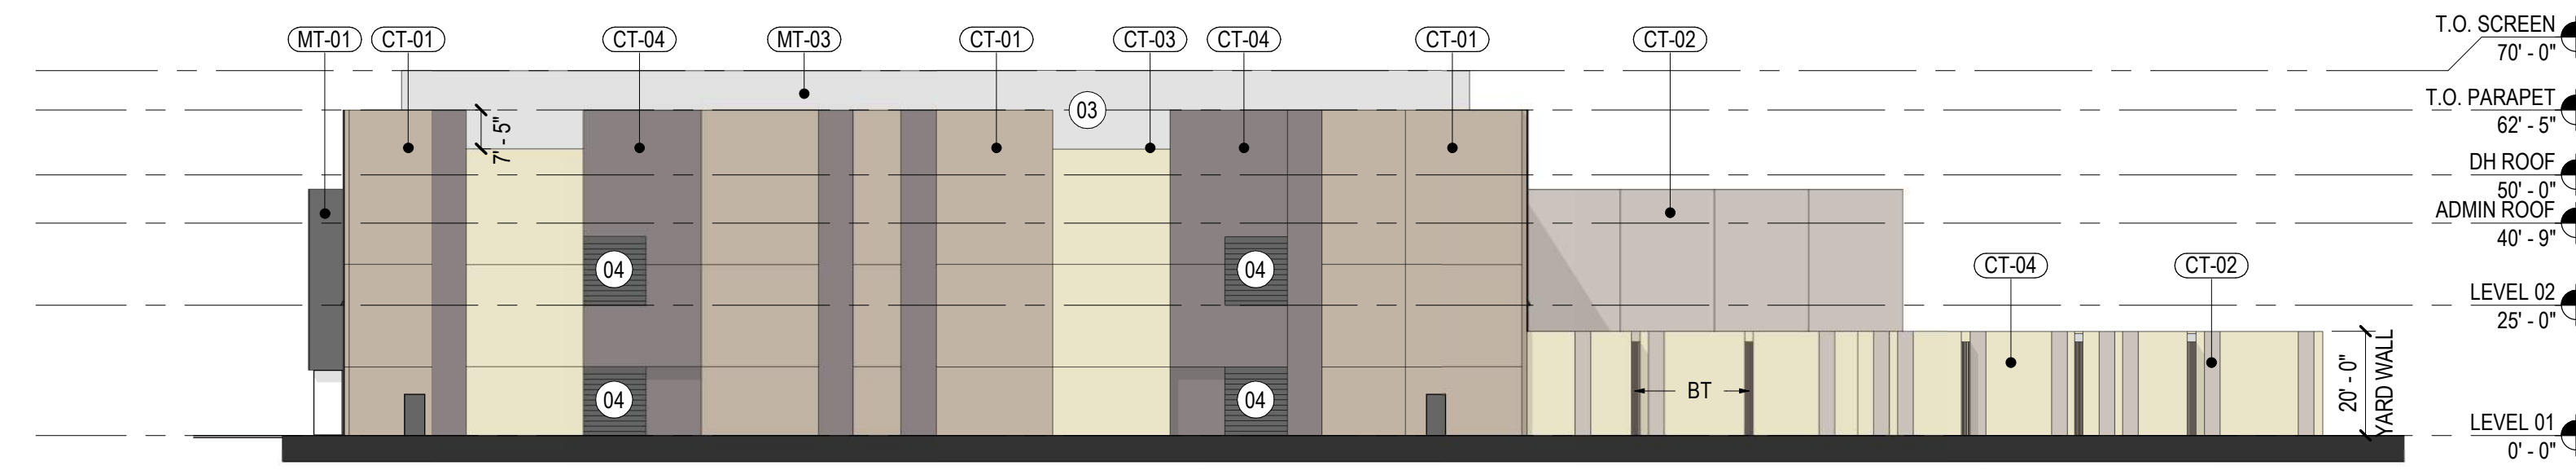 MT-01 CT-01 CT-04 MT-03 CT-01 CT-03 CT-04 CT-01 CT-02
T.O. SCREEN
70' - 0"
T.O. PARAPET
62' - 5"
03
7' - 5"
DH ROOF
50' - 0"
ADMIN ROOF
40' - 9"
04 04
CT-04 CT-02
LEVEL 02
25' - 0"
04 04
BT
20' - 0"
YARD WALL
LEVEL 01
0' - 0"